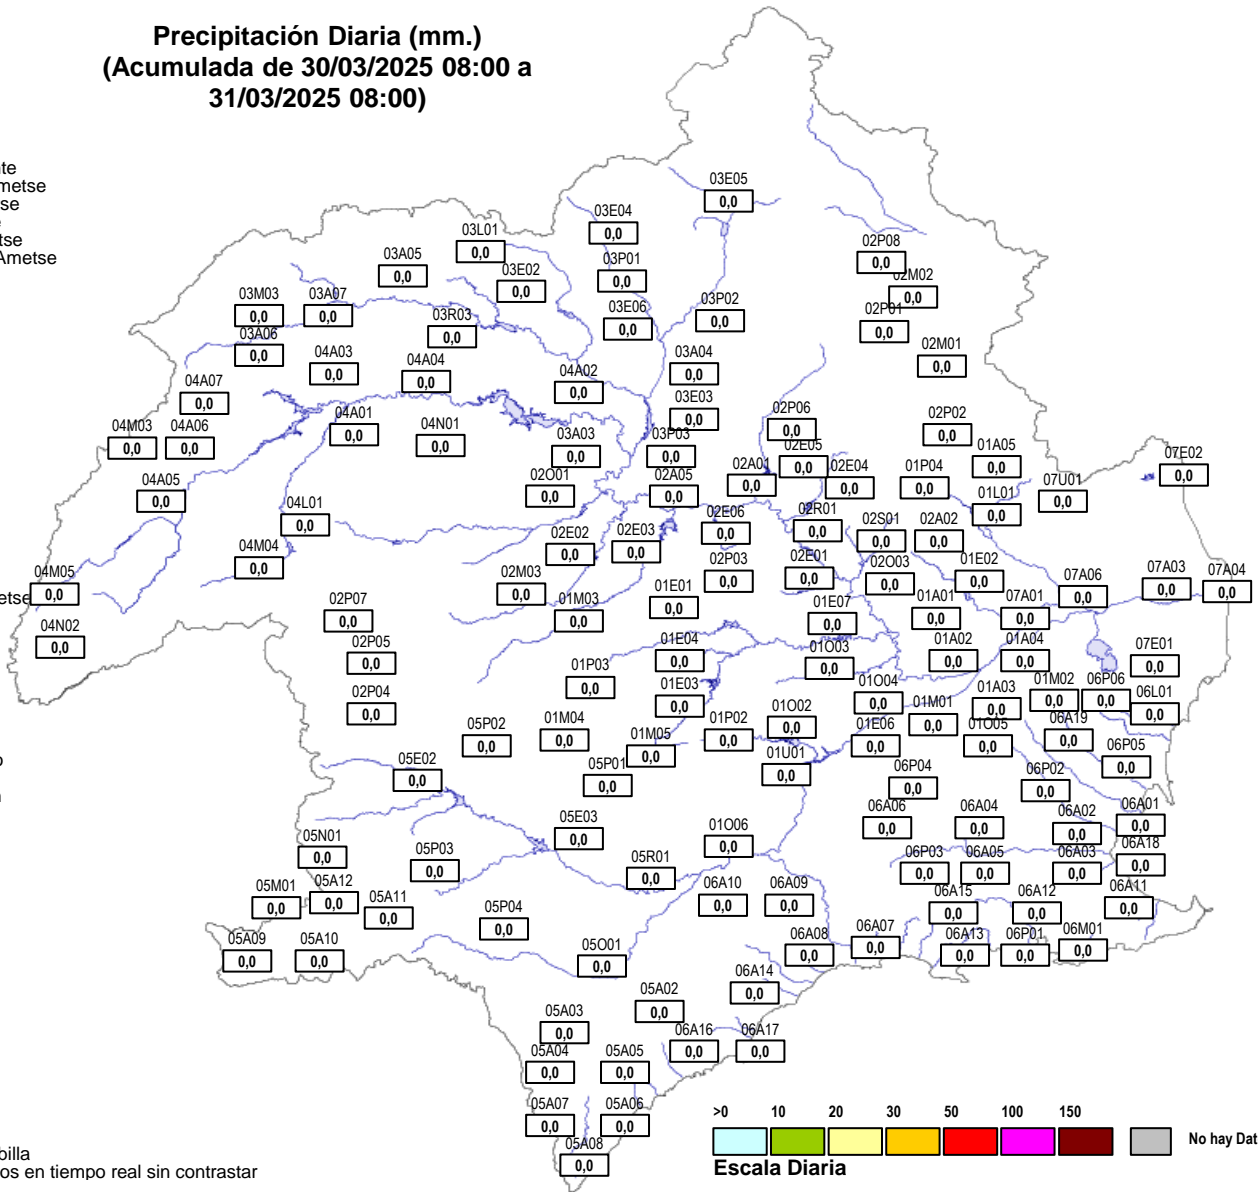 Precipitación Diaria (mm.)
(Acumulada de 30/03/2025 08:00 a
31/03/2025 08:00)
nte
metse
tse
e
tse
Ametse
03E05
0,0
03E04
0,0
03L01
0,0
03A05
0,0
03E02
0,0
03P01
0,0
02P08
0,0
02M02
0,0
03M03
0,0
03A07
0,0
03R03
0,0
03E06
0,0
03P02
0,0
02P01
0,0
03A06
0,0
04A03
0,0
04A04
0,0
04A02
0,0
03A04
0,0
02M01
0,0
04A07
0,0
03E03
0,0
04M03
0,0
04A06
0,0
04A01
0,0
04N01
0,0
03A03
0,0
03P03
0,0
02P06
0,0
02E05
0,0
02P02
0,0
01A05
0,0
07E02
0,0
04A05
0,0
02O01
0,0
02A05
0,0
02A01
0,0
02E04
0,0
01P04
0,0
01L01
0,0
07U01
0,0
04L01
0,0
02E02
0,0
02E03
0,0
02E06
0,0
02R01
0,0
02S01
0,0
02A02
0,0
04M04
0,0
04M05
0,0
etse
02M03
0,0
02P03
0,0
02E01
0,0
02O03
0,0
01E02
0,0
07A06
0,0
07A03
0,0
07A04
0,0
02P07
0,0
01M03
0,0
01E01
0,0
01E07
0,0
01A01
0,0
07A01
0,0
04N02
0,0
02P05
0,0
01E04
0,0
01O03
0,0
01A02
0,0
01A04
0,0
07E01
0,0
01P03
0,0
02P04
0,0
01E03
0,0
01O04
0,0
01M01
0,0
01A03
0,0
01M02
0,0
06P06
0,0
06L01
0,0
05P02
0,0
01M04
0,0
01M05
0,0
01P02
0,0
01O02
0,0
01E06
0,0
01O05
0,0
06A19
0,0
06P05
0,0
o
n
05E02
0,0
05P01
0,0
01U01
0,0
06P04
0,0
06P02
0,0
05E03
0,0
01O06
0,0
06A06
0,0
06A04
0,0
06A02
0,0
06A01
0,0
05N01
0,0
05P03
0,0
05R01
0,0
06P03
0,0
06A05
0,0
06A03
0,0
06A18
0,0
05M01
0,0
05A12
0,0
05A11
0,0
06A10
0,0
06A09
0,0
06A15
0,0
06A12
0,0
06A11
0,0
05A09
0,0
05A10
0,0
05P04
0,0
05O01
0,0
06A08
0,0
06A07
0,0
06A13
0,0
06P01
0,0
06M01
0,0
06A14
0,0
05A02
0,0
05A03
0,0
06A16
0,0
06A17
0,0
05A04
0,0
05A05
0,0
05A07
0,0
05A06
0,0
05A08
0,0
>0 10 20 30 50 100 150
No hay Dat
Escala Diaria
billa
os en tiempo real sin contrastar